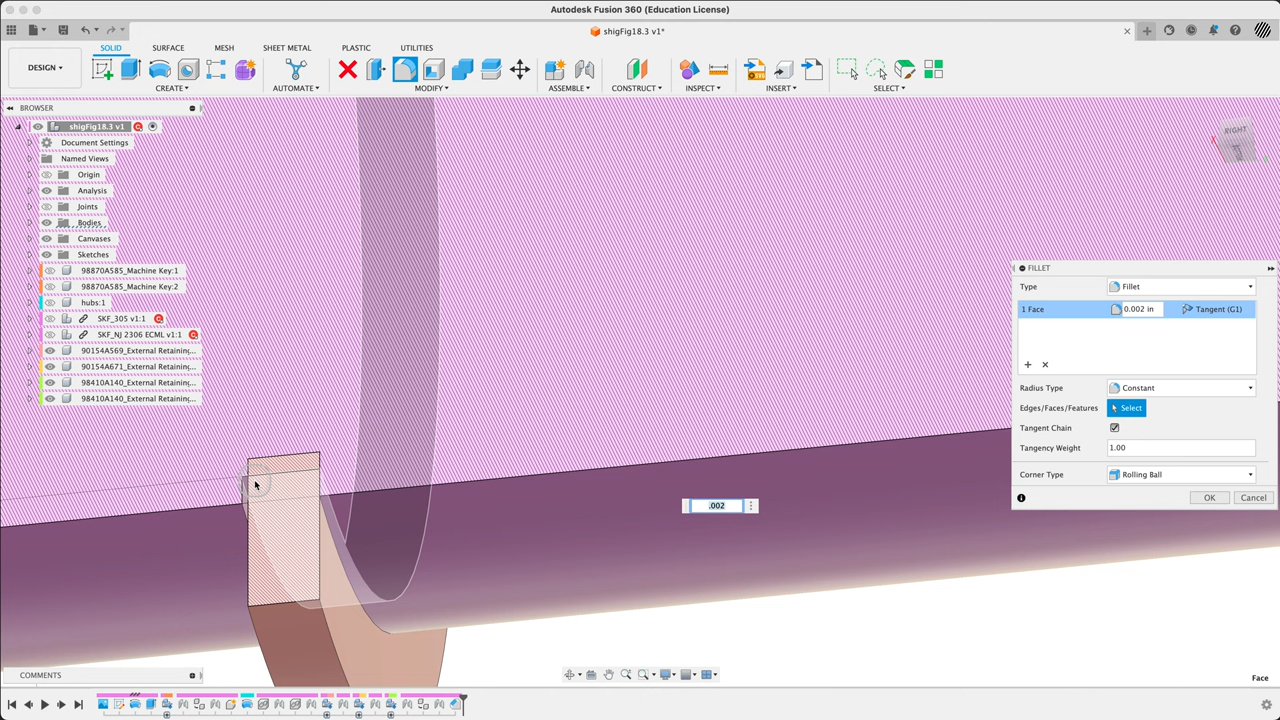 Autodesk Fusion 360 (Education License)
shigFig18.3 v1*
DESIGN
SOLID SURFACE MESH SHEET METAL PLASTIC UTILITIES
CREATE AUTOMATE MODIFY ASSEMBLE CONSTRUCT INSPECT INSERT SELECT
BROWSER
shigFig18.3 v1
Document Settings
Named Views
Origin
Analysis
Joints
Bodies
Canvases
Sketches
98870A585_Machine Key:1
98870A585_Machine Key:2
hubs:1
SKF_305 v1:1
SKF_NJ 2306 ECML v1:1
90154A569_External Retaining...
90154A671_External Retaining...
98410A140_External Retaining...
98410A140_External Retaining...
RIGHT
X
FILLET
Type Fillet
1 Face 0.002 in Tangent (G1)
Radius Type Constant
Edges/Faces/Features Select
Tangent Chain
Tangency Weight 1.00
Corner Type Rolling Ball
OK Cancel
.002
COMMENTS
Face